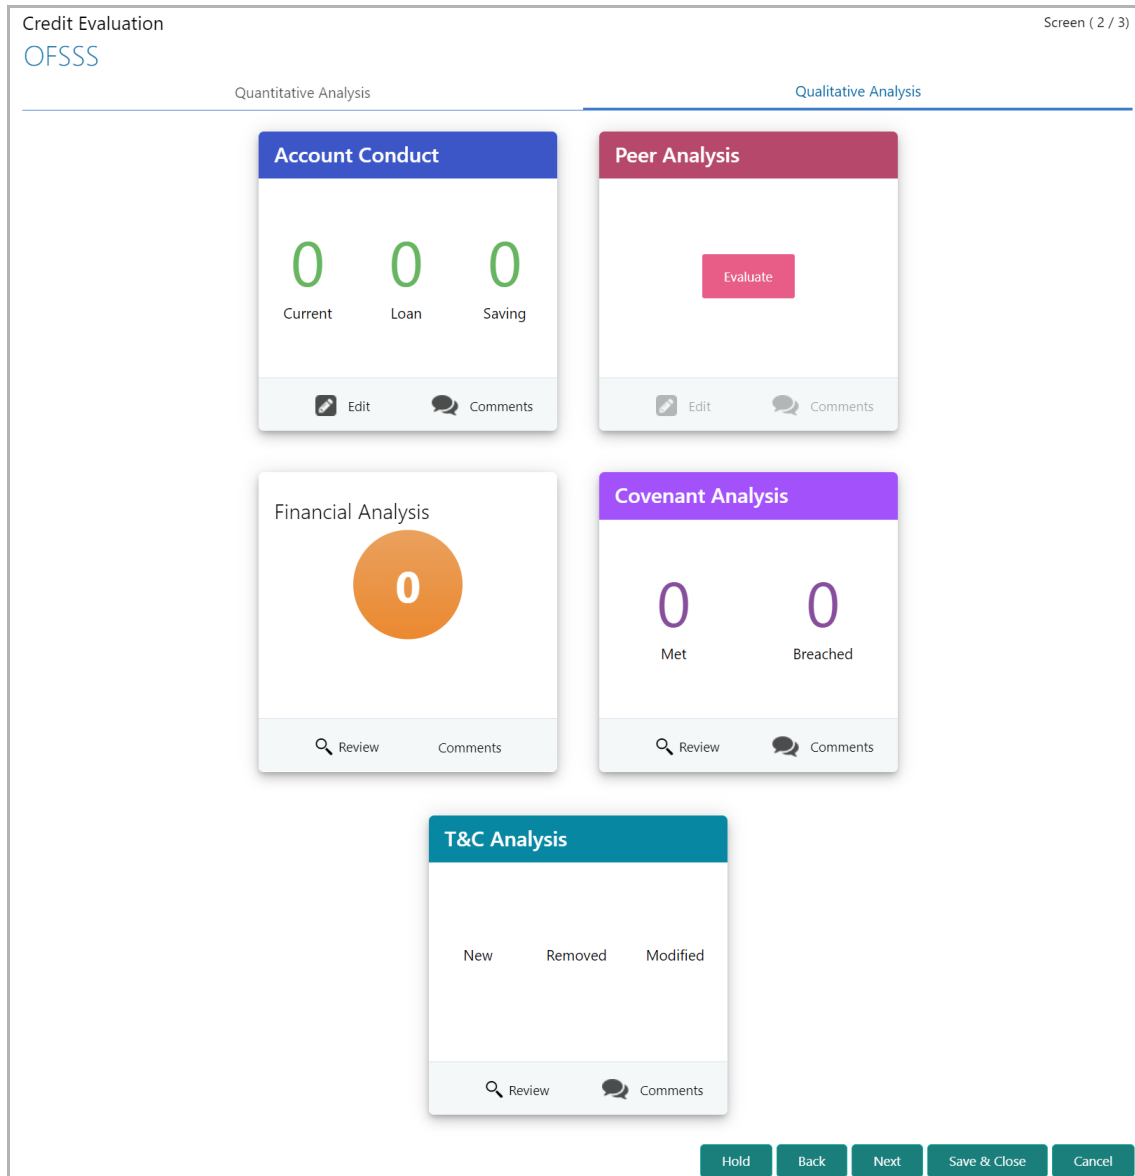 Credit Evaluation
Screen ( 2 / 3)
OFSSS
Quantitative Analysis
Qualitative Analysis
Account Conduct
0 0 0
Current Loan Saving
Edit Comments
Peer Analysis
Evaluate
Edit Comments
Financial Analysis
0
Review Comments
Covenant Analysis
0 0
Met Breached
Review Comments
T&C Analysis
New Removed Modified
Review Comments
Hold Back Next Save & Close Cancel